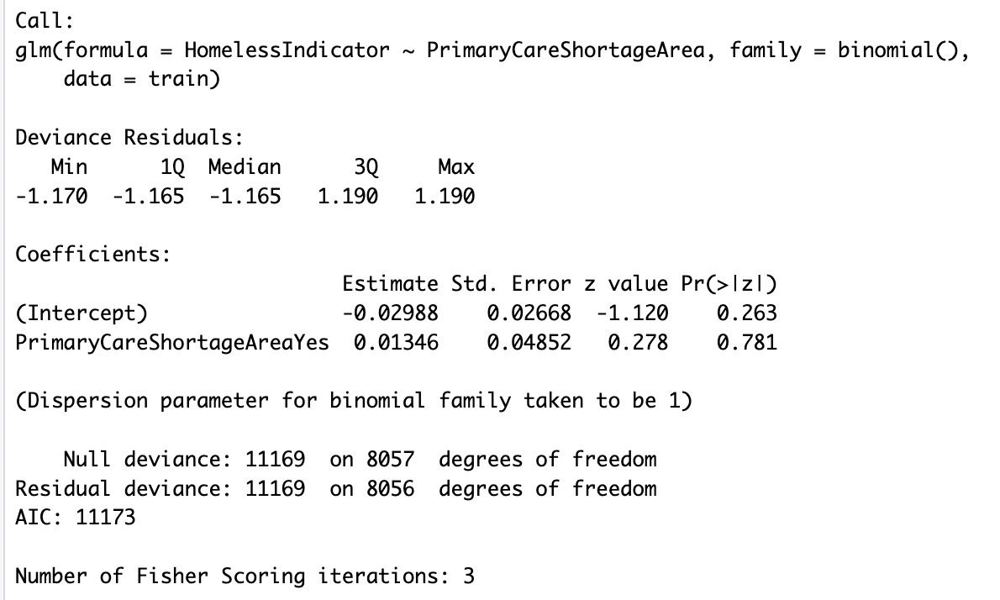 Call:
glm(formula = HomelessIndicator ~ PrimaryCareShortageArea, family = binomial(),
    data = train)

Deviance Residuals:
   Min      1Q  Median      3Q     Max
-1.170  -1.165  -1.165   1.190   1.190

Coefficients:
                           Estimate Std. Error z value Pr(>|z|)
(Intercept)                -0.02988    0.02668  -1.120    0.263
PrimaryCareShortageAreaYes  0.01346    0.04852   0.278    0.781

(Dispersion parameter for binomial family taken to be 1)

    Null deviance: 11169  on 8057  degrees of freedom
Residual deviance: 11169  on 8056  degrees of freedom
AIC: 11173

Number of Fisher Scoring iterations: 3